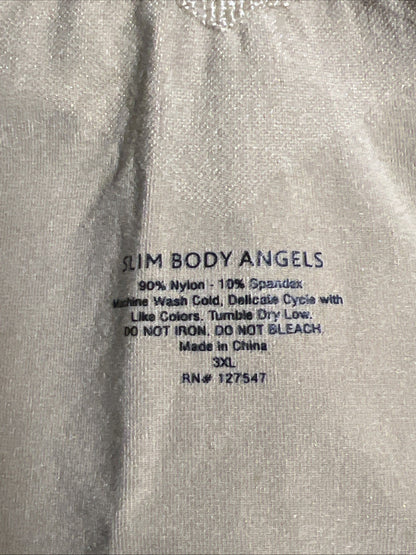 SLIM BODY ANGELS
90% Nylon - 10% Spandex
Machine Wash Cold, Delicate Cycle with
Like Colors. Tumble Dry Low.
DO NOT IRON. DO NOT BLEACH.
Made in China
3XL
RN# 127547